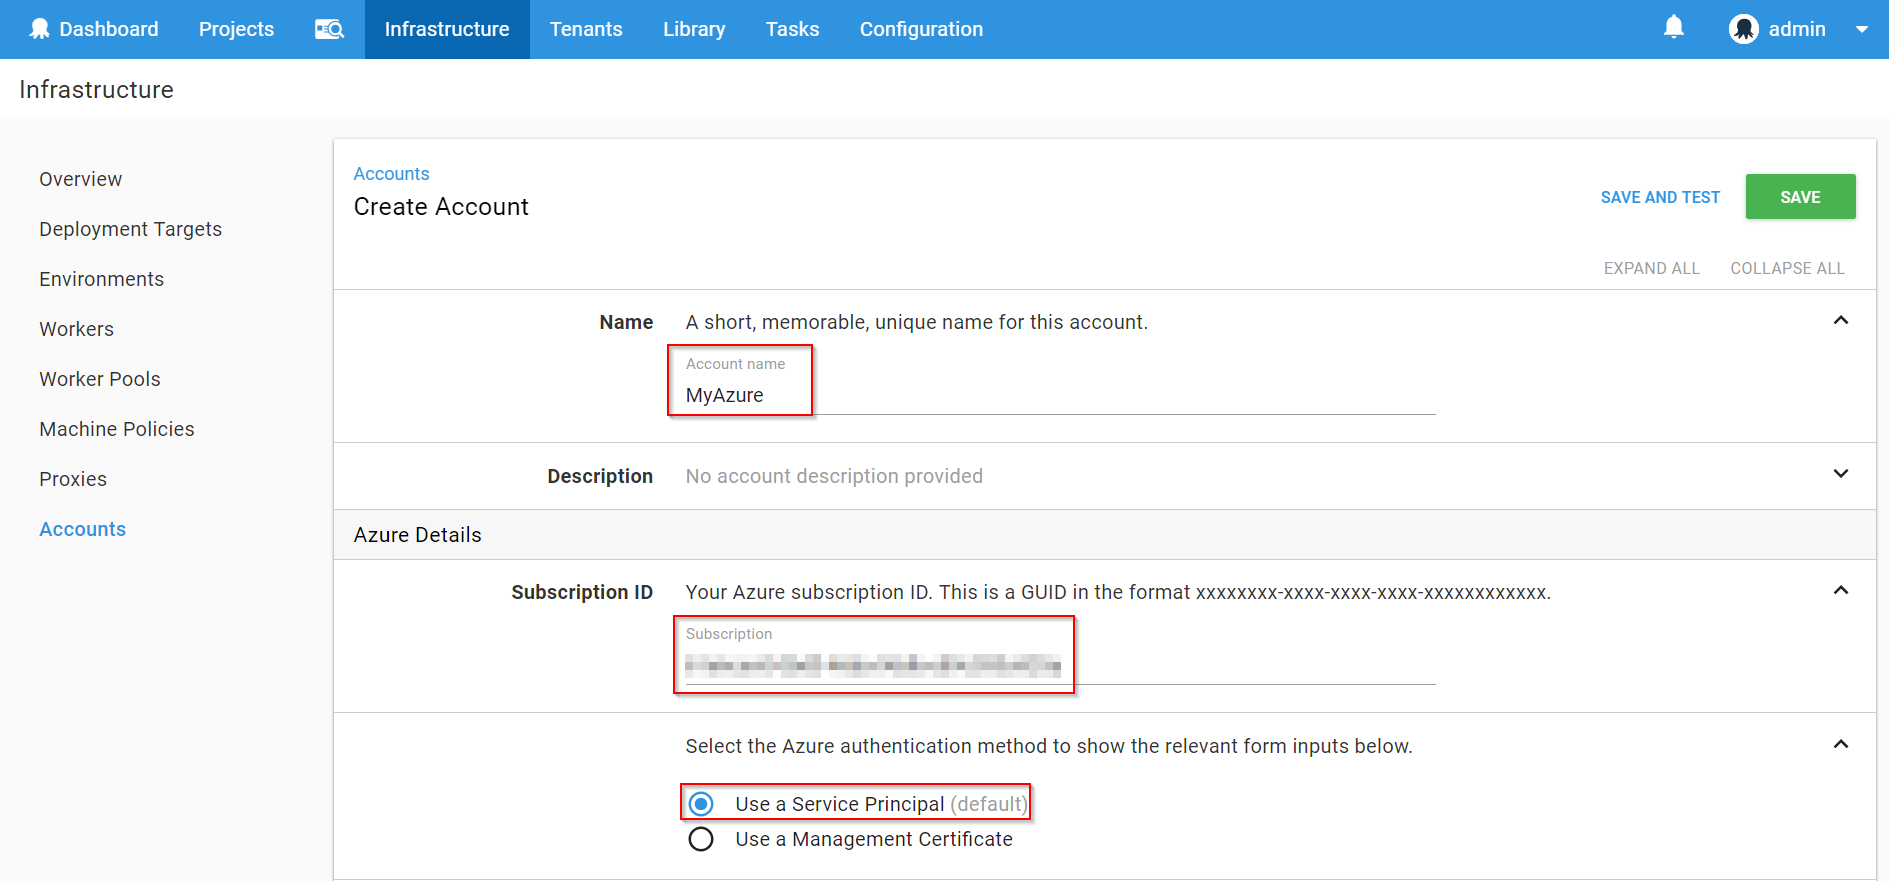 Dashboard Projects Infrastructure Tenants Library Tasks Configuration admin
Infrastructure
Overview
Deployment Targets
Environments
Workers
Worker Pools
Machine Policies
Proxies
Accounts
Accounts
Create Account
SAVE AND TEST SAVE
EXPAND ALL COLLAPSE ALL
Name A short, memorable, unique name for this account.
Account name
MyAzure
Description No account description provided
Azure Details
Subscription ID Your Azure subscription ID. This is a GUID in the format xxxxxxxx-xxxx-xxxx-xxxx-xxxxxxxxxxxx.
Subscription
Select the Azure authentication method to show the relevant form inputs below.
Use a Service Principal (default)
Use a Management Certificate